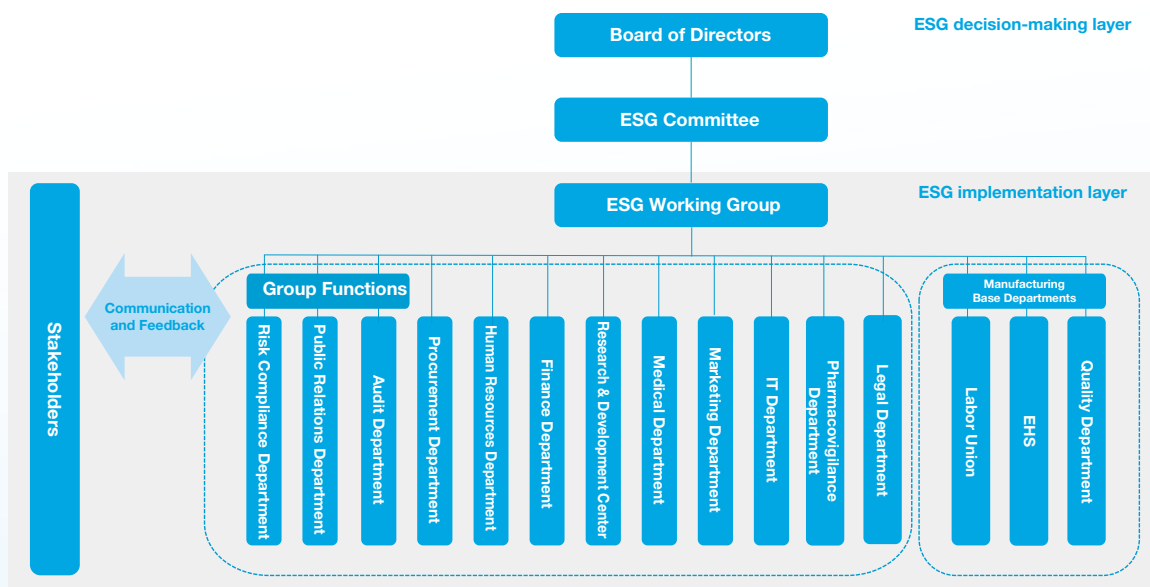 Board of Directors
ESG decision-making layer
ESG Committee
ESG Working Group
ESG implementation layer
Stakeholders
Communication
and Feedback
Group Functions
Risk Compliance Department
Public Relations Department
Audit Department
Procurement Department
Human Resources Department
Finance Department
Research & Development Center
Medical Department
Marketing Department
IT Department
Pharmacovigilance
Department
Legal Department
Manufacturing
Base Departments
Labor Union
EHS
Quality Department